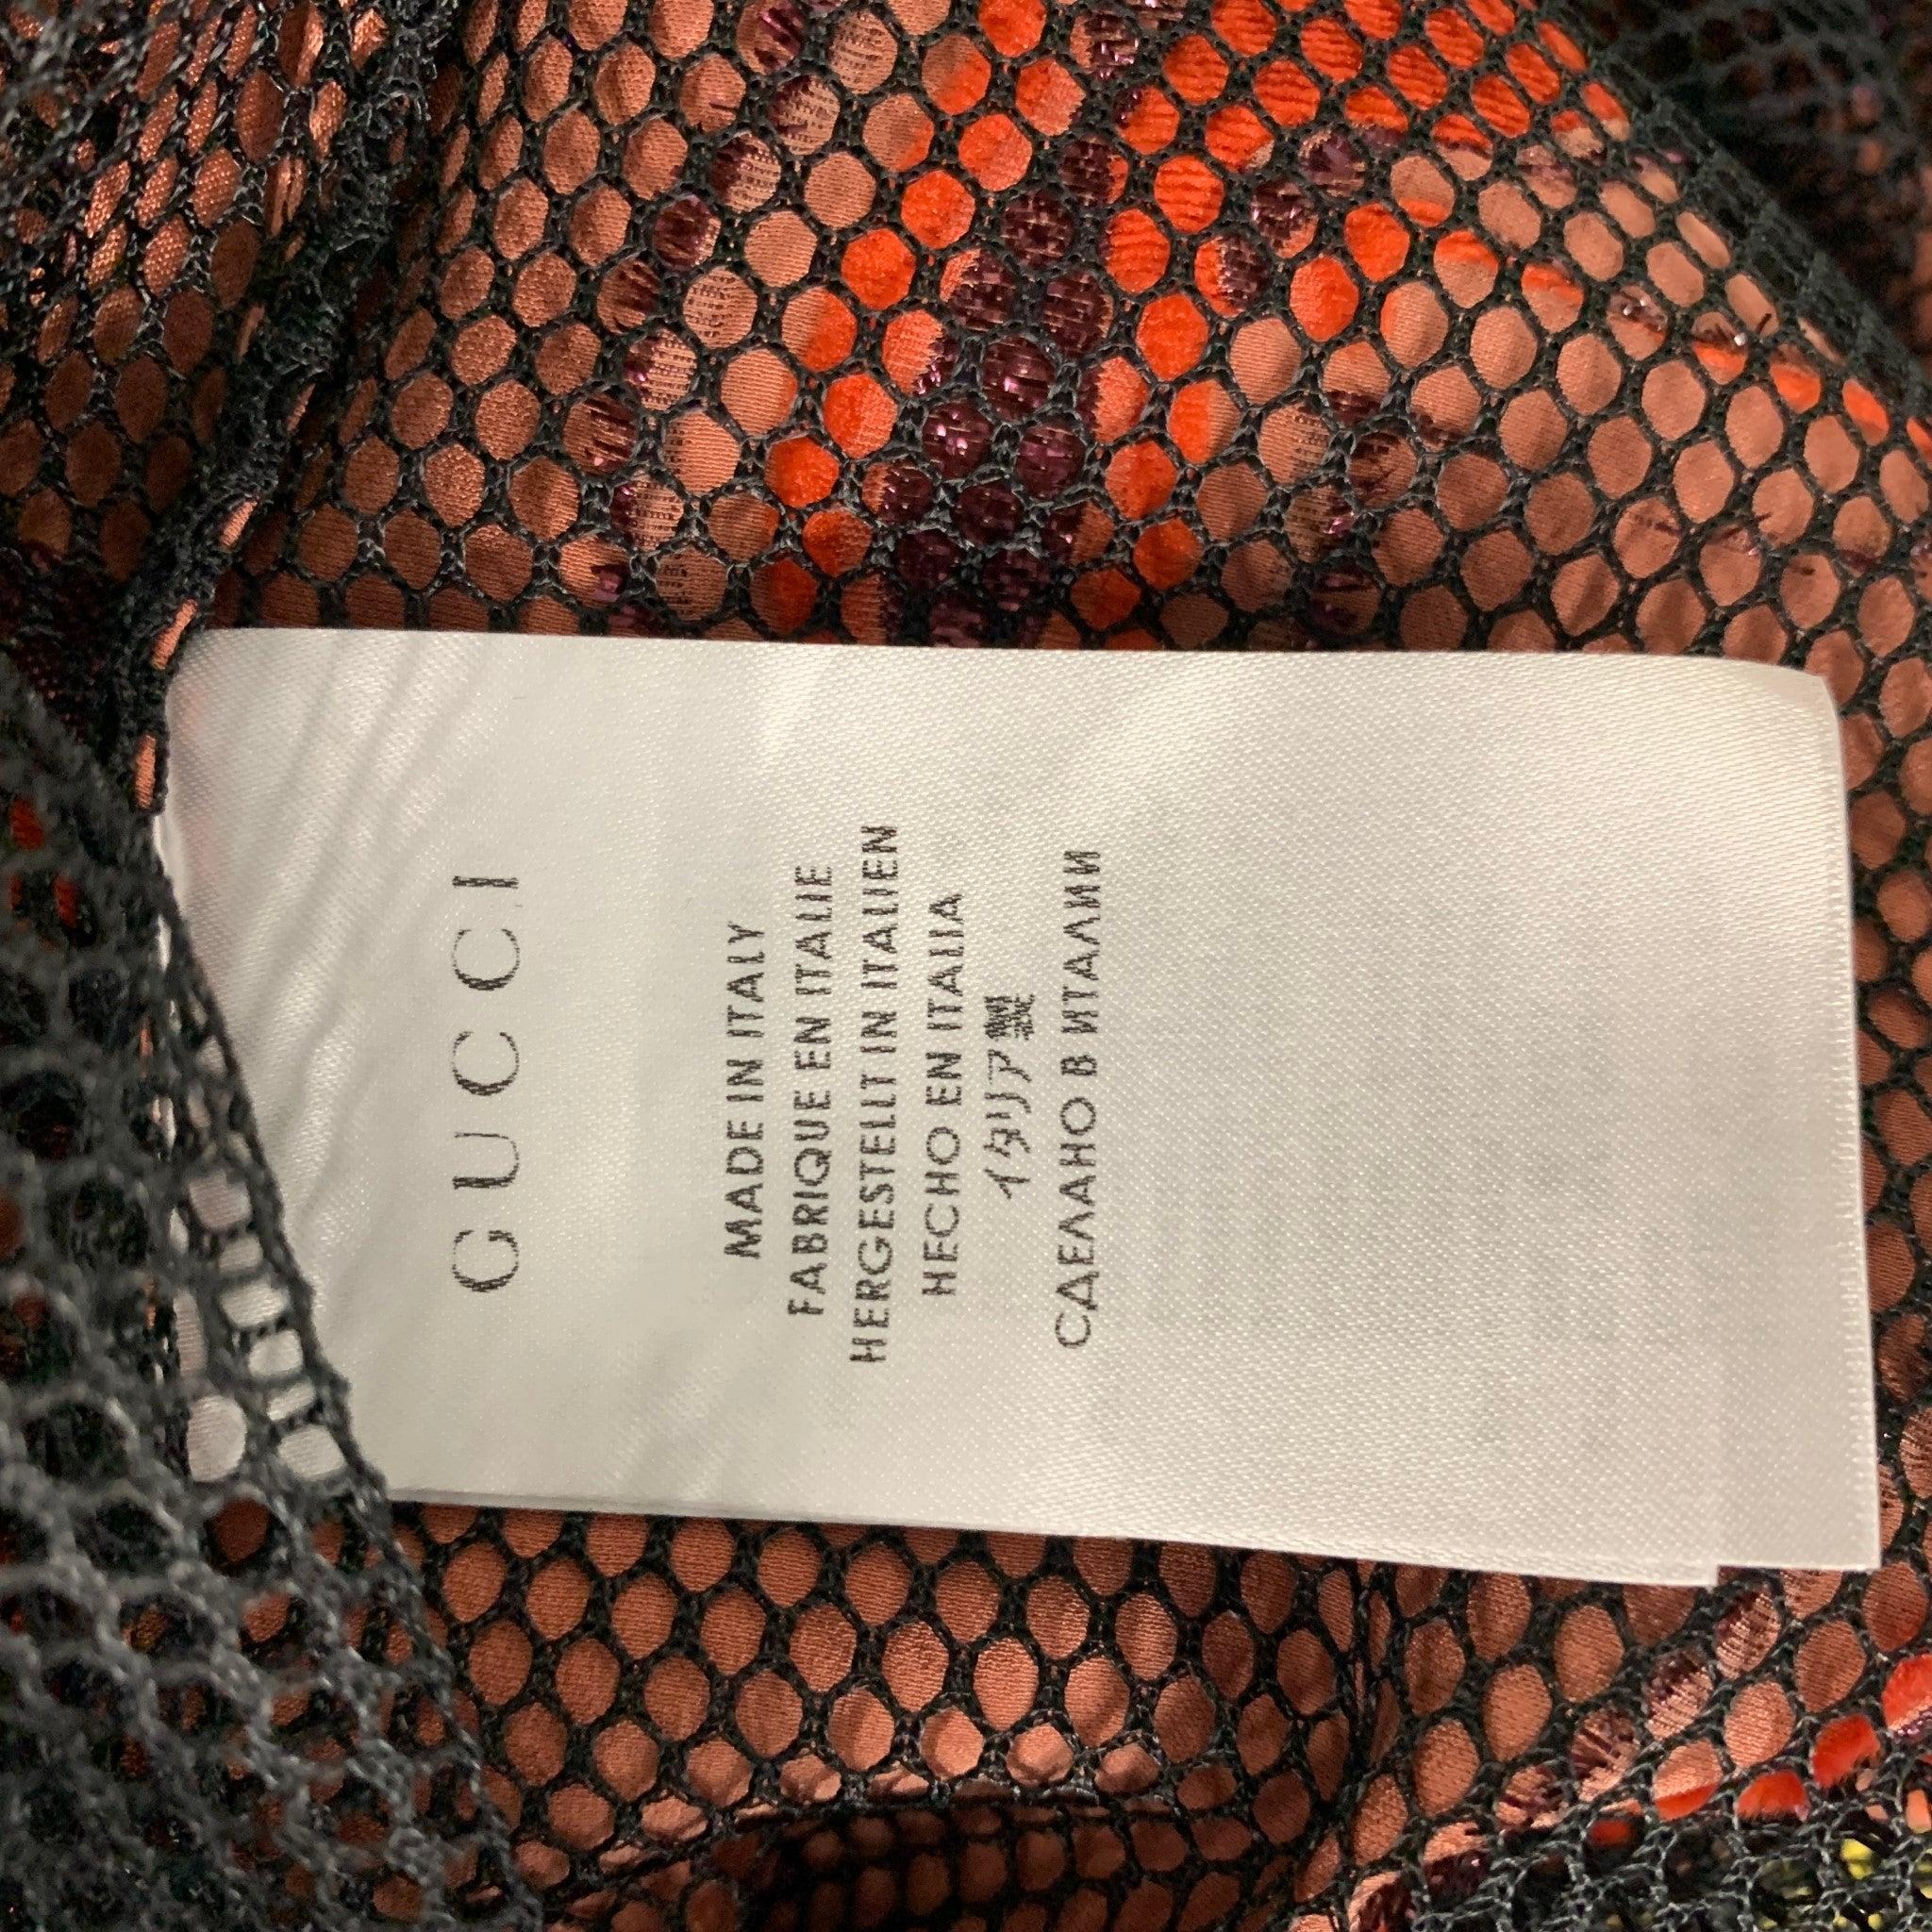 GUCCI
MADE IN ITALY
FABRIQUE EN ITALIE
HERGESTELLT IN ITALIEN
HECHO EN ITALIA
イタリア製
СДЕЛАНО В ИТАЛИИ